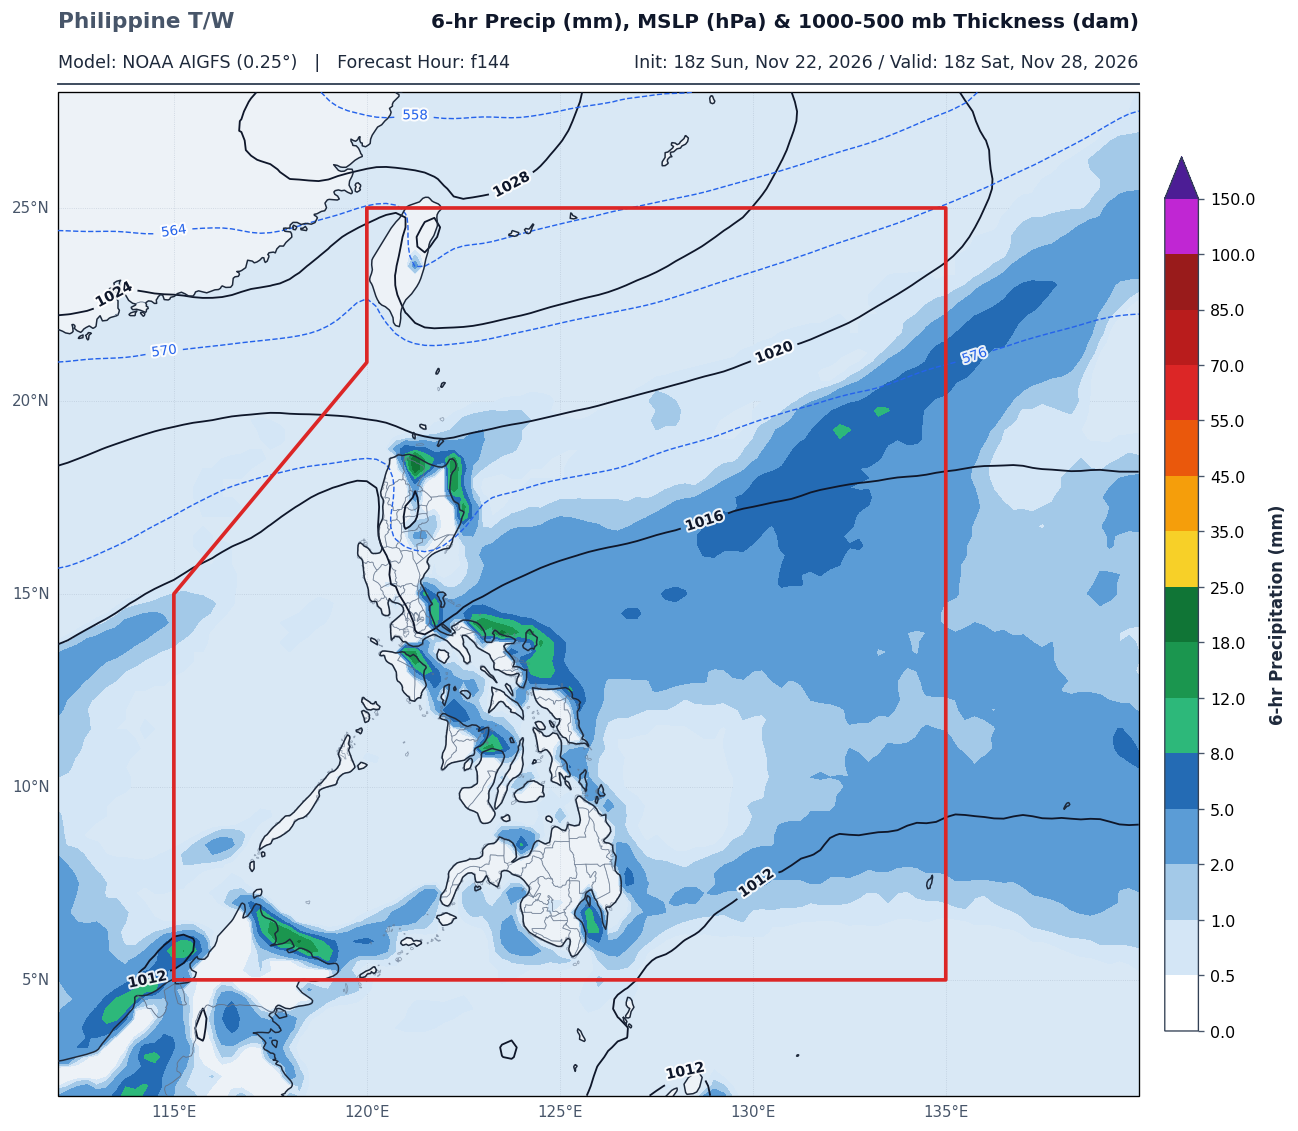 Philippine T/W
6-hr Precip (mm), MSLP (hPa) & 1000-500 mb Thickness (dam)
Model: NOAA AIGFS (0.25°) | Forecast Hour: f144
Init: 18z Sun, Nov 22, 2026 / Valid: 18z Sat, Nov 28, 2026
558
1028
25°N
564
1024
570
1020
576
20°N
1016
15°N
10°N
1012
1012
5°N
1012
115°E
120°E
125°E
130°E
135°E
150.0
100.0
85.0
70.0
55.0
45.0
35.0
25.0
18.0
12.0
8.0
5.0
2.0
1.0
0.5
0.0
6-hr Precipitation (mm)